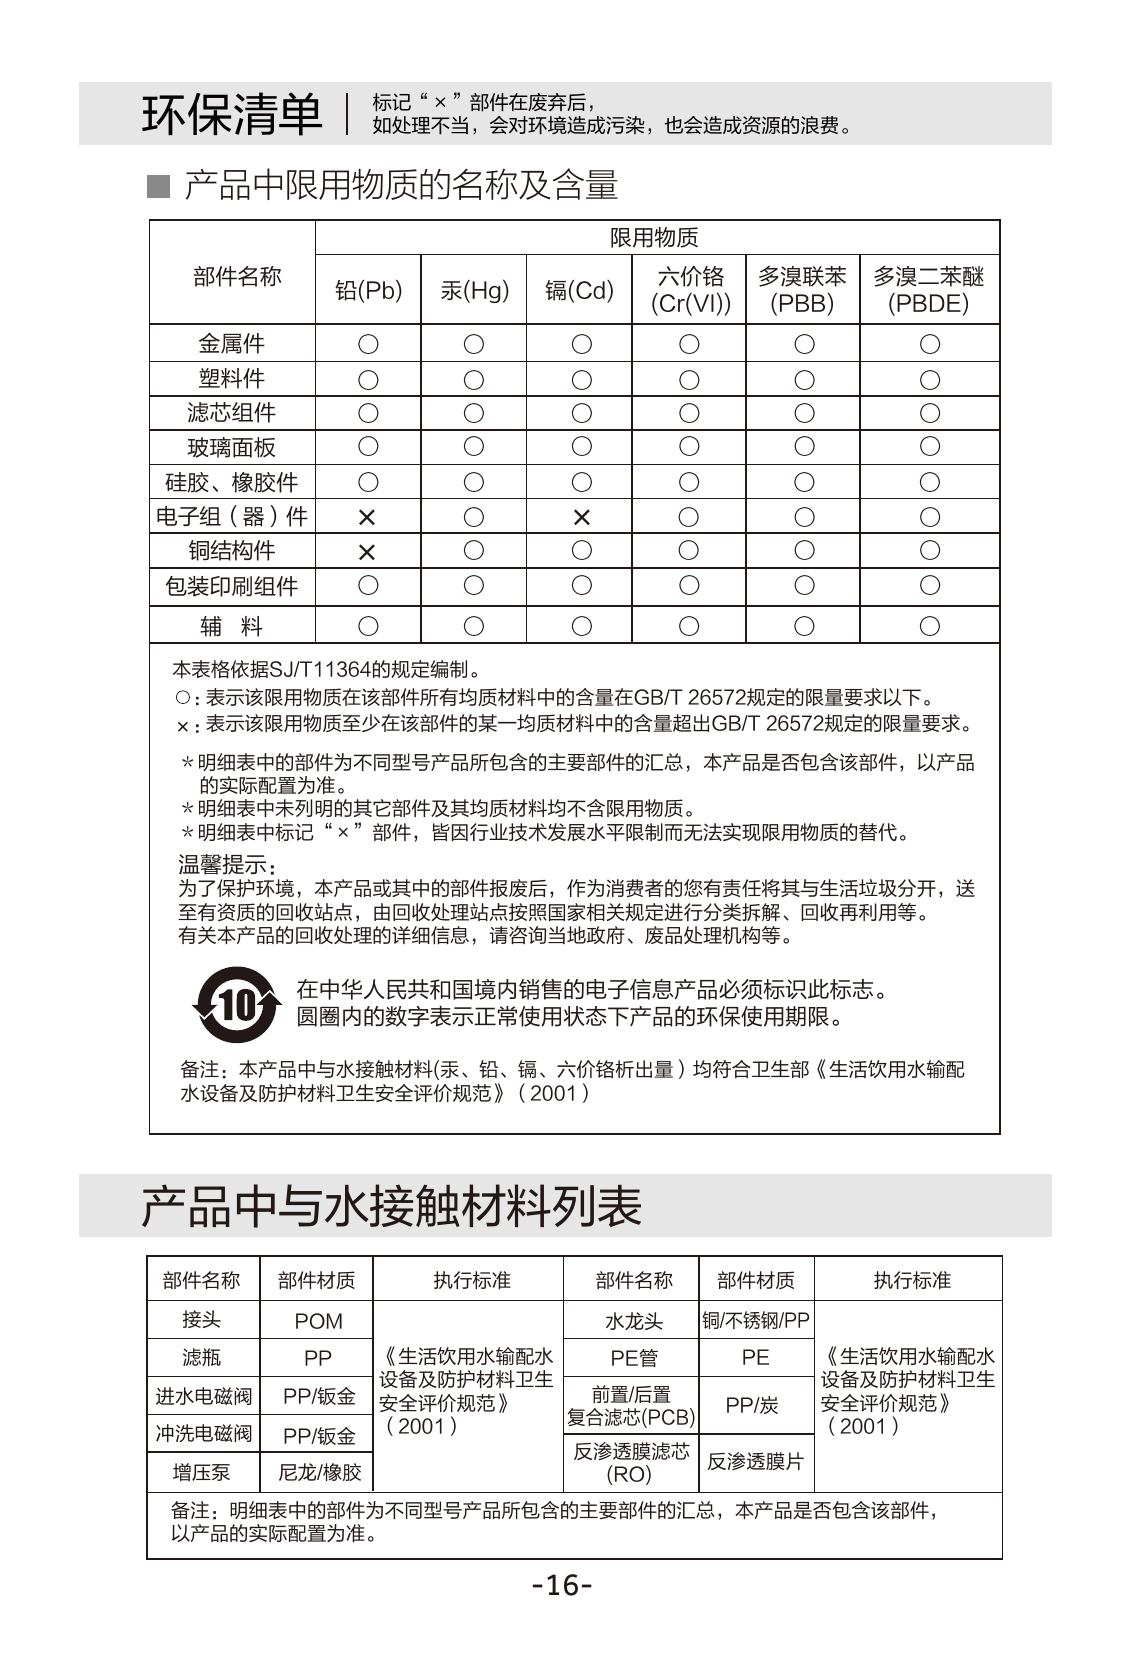 环保清单
标记“×”部件在废弃后，
如处理不当，会对环境造成污染，也会造成资源的浪费。
■ 产品中限用物质的名称及含量
部件名称 限用物质
铅(Pb) 汞(Hg) 镉(Cd) 六价铬(Cr(VI)) 多溴联苯(PBB) 多溴二苯醚(PBDE)
金属件 ○ ○ ○ ○ ○ ○
塑料件 ○ ○ ○ ○ ○ ○
滤芯组件 ○ ○ ○ ○ ○ ○
玻璃面板 ○ ○ ○ ○ ○ ○
硅胶、橡胶件 ○ ○ ○ ○ ○ ○
电子组（器）件 × ○ × ○ ○ ○
铜结构件 × ○ ○ ○ ○ ○
包装印刷组件 ○ ○ ○ ○ ○ ○
辅 料 ○ ○ ○ ○ ○ ○
本表格依据SJ/T11364的规定编制。
○：表示该限用物质在该部件所有均质材料中的含量在GB/T 26572规定的限量要求以下。
×：表示该限用物质至少在该部件的某一均质材料中的含量超出GB/T 26572规定的限量要求。
＊明细表中的部件为不同型号产品所包含的主要部件的汇总，本产品是否包含该部件，以产品
的实际配置为准。
＊明细表中未列明的其它部件及其均质材料均不含限用物质。
＊明细表中标记“×”部件，皆因行业技术发展水平限制而无法实现限用物质的替代。
温馨提示：
为了保护环境，本产品或其中的部件报废后，作为消费者的您有责任将其与生活垃圾分开，送
至有资质的回收站点，由回收处理站点按照国家相关规定进行分类拆解、回收再利用等。
有关本产品的回收处理的详细信息，请咨询当地政府、废品处理机构等。
10
在中华人民共和国境内销售的电子信息产品必须标识此标志。
圆圈内的数字表示正常使用状态下产品的环保使用期限。
备注：本产品中与水接触材料(汞、铅、镉、六价铬析出量）均符合卫生部《生活饮用水输配
水设备及防护材料卫生安全评价规范》（2001）
产品中与水接触材料列表
部件名称 部件材质 执行标准 部件名称 部件材质 执行标准
接头 POM
滤瓶 PP
进水电磁阀 PP/钣金
冲洗电磁阀 PP/钣金
增压泵 尼龙/橡胶
《生活饮用水输配水
设备及防护材料卫生
安全评价规范》
（2001）
水龙头 铜/不锈钢/PP
PE管 PE
前置/后置
复合滤芯(PCB) PP/炭
反渗透膜滤芯
(RO) 反渗透膜片
《生活饮用水输配水
设备及防护材料卫生
安全评价规范》
（2001）
备注：明细表中的部件为不同型号产品所包含的主要部件的汇总，本产品是否包含该部件，
以产品的实际配置为准。
-16-